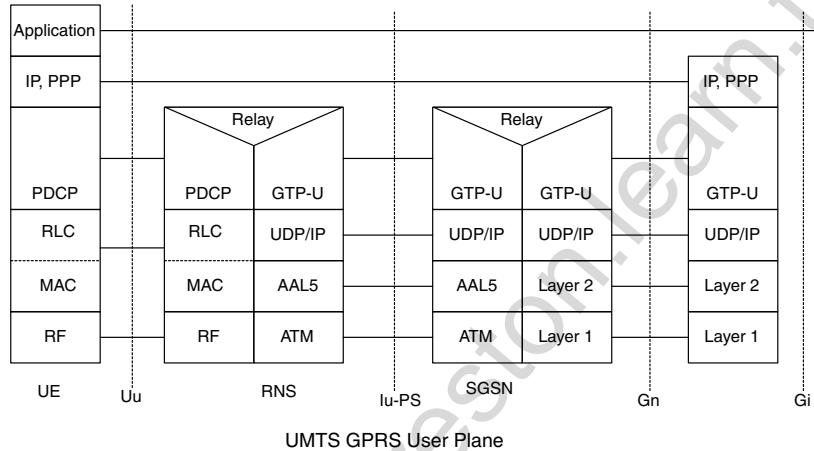 Application
IP, PPP IP, PPP
Relay Relay
PDCP PDCP GTP-U GTP-U GTP-U GTP-U
RLC RLC UDP/IP UDP/IP UDP/IP UDP/IP
MAC MAC AAL5 AAL5 Layer 2 Layer 2
RF RF ATM ATM Layer 1 Layer 1
UE Uu RNS Iu-PS SGSN Gn Gi
UMTS GPRS User Plane